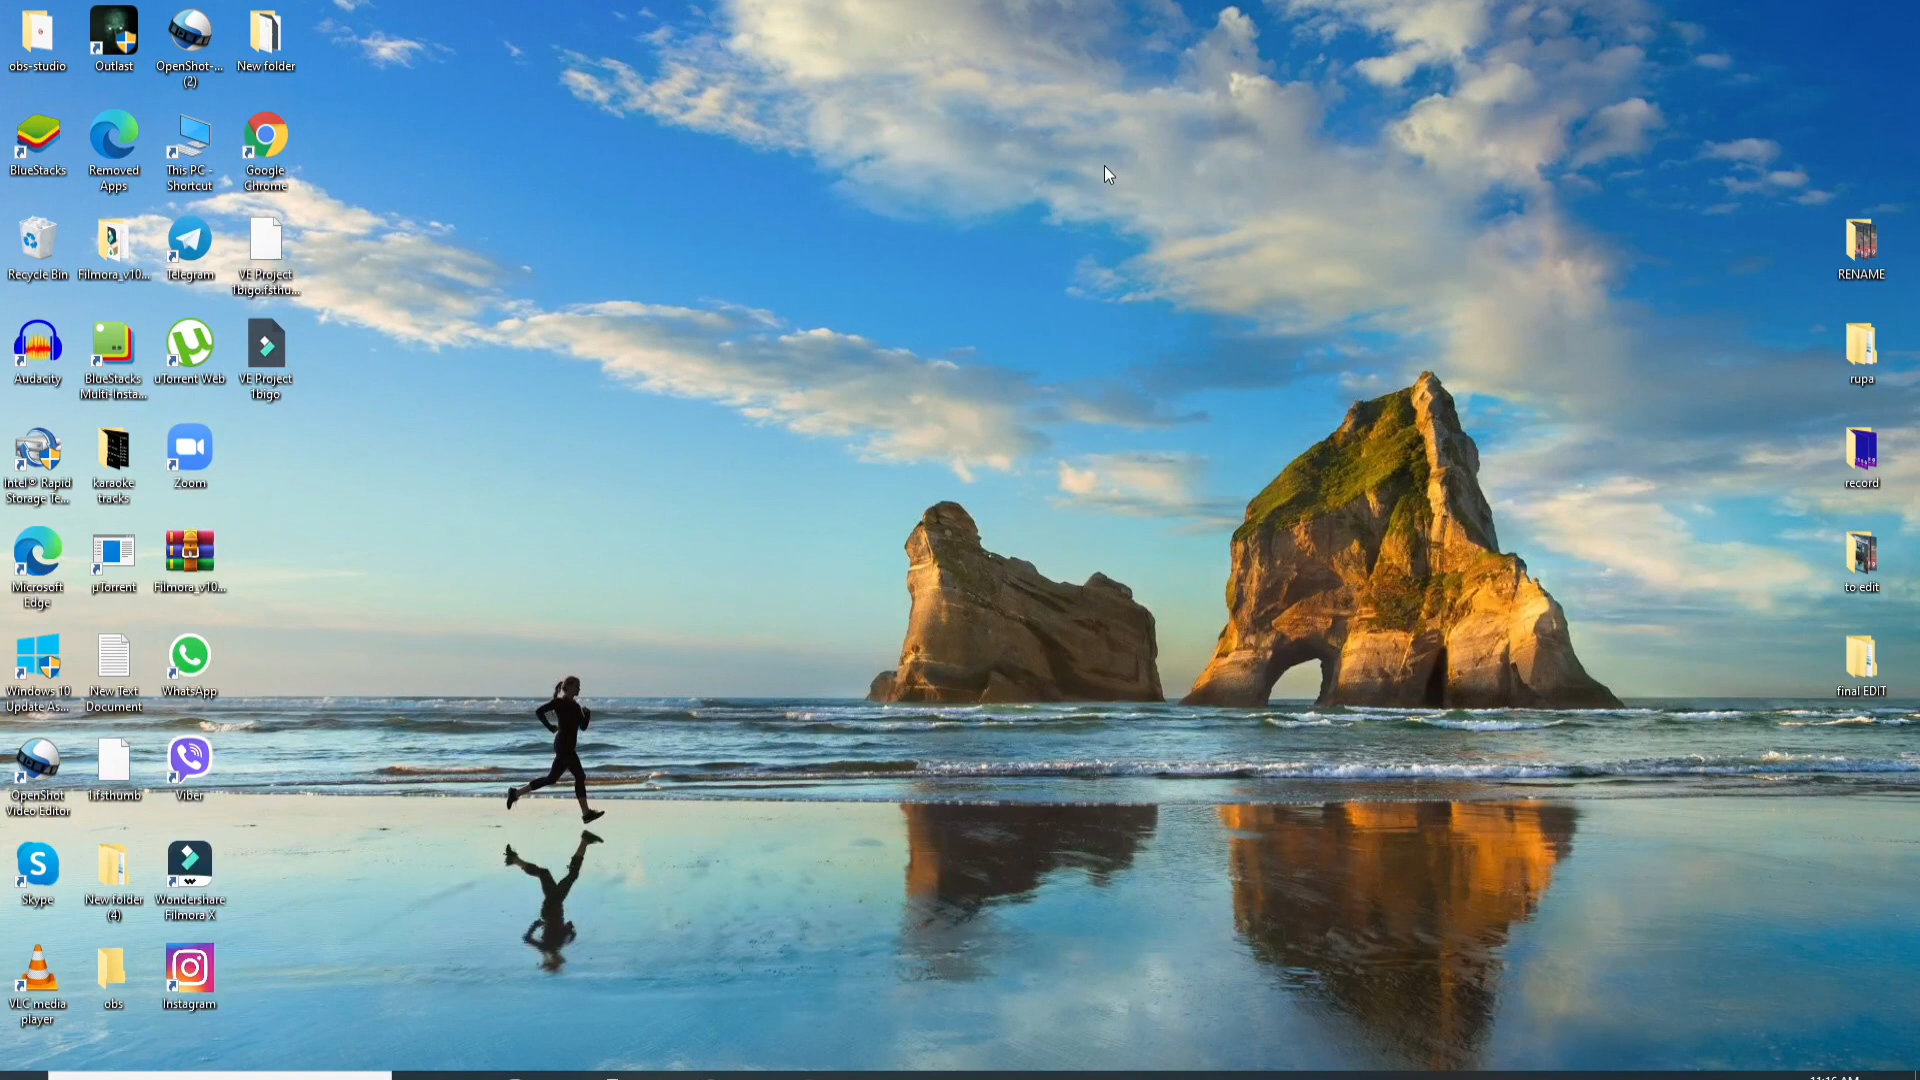 obs-studio
Outlast
OpenShot-...
(2)
New folder
BlueStacks
Removed
Apps
This PC -
Shortcut
Google
Chrome
Recycle Bin
Filmora_v10...
Telegram
VE Project
1bigo.fsthu...
RENAME
Audacity
BlueStacks
Multi-Insta...
uTorrent Web
VE Project
1bigo
rupa
Intel® Rapid
Storage Te...
karaoke
tracks
Zoom
record
Microsoft
Edge
µTorrent
Filmora_v10...
to edit
Windows 10
Update As...
New Text
Document
WhatsApp
final EDIT
OpenShot
Video Editor
1.fsthumb
Viber
Skype
New folder
(4)
Wondershare
Filmora X
VLC media
player
obs
Instagram